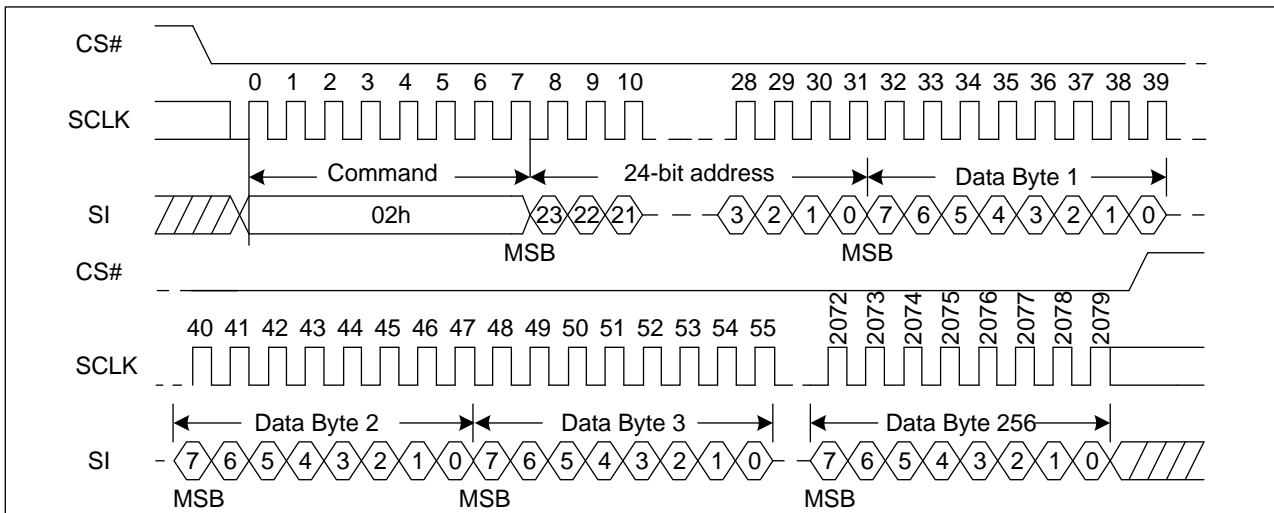 CS#
0 1 2 3 4 5 6 7 8 9 10 28 29 30 31 32 33 34 35 36 37 38 39
SCLK
Command 24-bit address Data Byte 1
SI 02h 23 22 21 3 2 1 0 7 6 5 4 3 2 1 0
MSB MSB
CS#
40 41 42 43 44 45 46 47 48 49 50 51 52 53 54 55 2072 2073 2074 2075 2076 2077 2078 2079
SCLK
Data Byte 2 Data Byte 3 Data Byte 256
SI 7 6 5 4 3 2 1 0 7 6 5 4 3 2 1 0 7 6 5 4 3 2 1 0
MSB MSB MSB